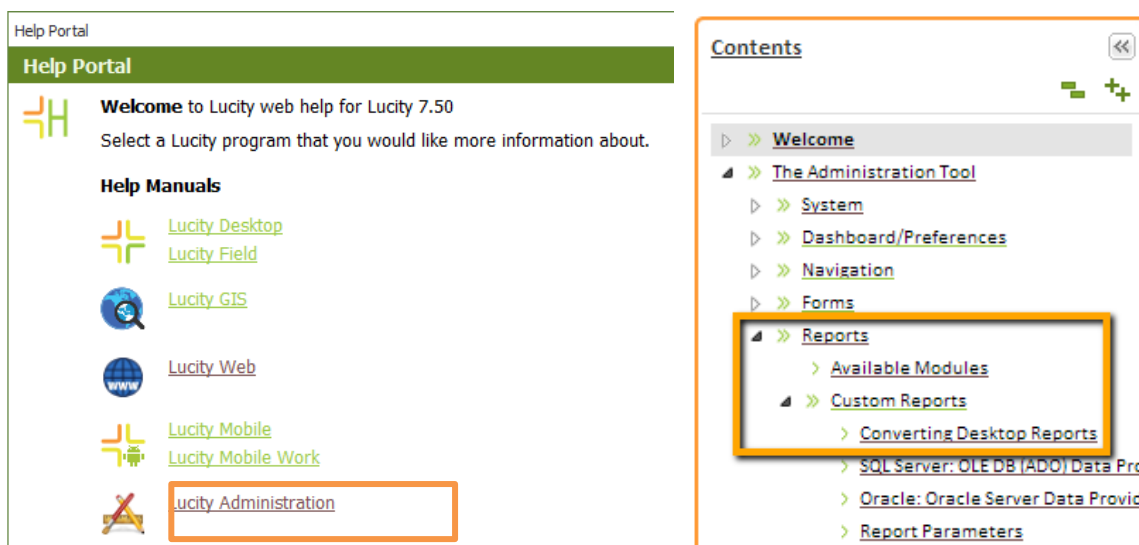 Help Portal
Help Portal
Welcome to Lucity web help for Lucity 7.50
Select a Lucity program that you would like more information about.
Help Manuals
Lucity Desktop
Lucity Field
Lucity GIS
Lucity Web
WWW
Lucity Mobile
Lucity Mobile Work
Lucity Administration
Contents
Welcome
The Administration Tool
System
Dashboard/Preferences
Navigation
Forms
Reports
Available Modules
Custom Reports
Converting Desktop Reports
SQL Server: OLE DB (ADO) Data Pro
Oracle: Oracle Server Data Provid
Report Parameters